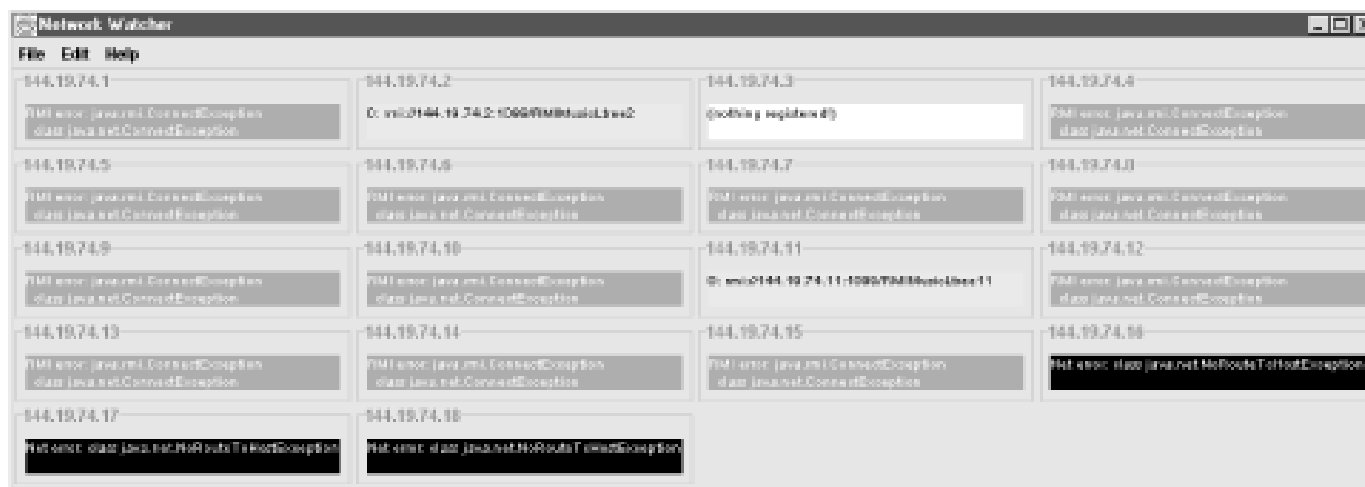 Network Watcher
File Edit Help
144.19.74.1
RMI error: java.rmi.ConnectException
class java.net.ConnectException
144.19.74.2
0: rmi://144.19.74.2:1099/RMIMusicLtree2
144.19.74.3
(nothing registered!)
144.19.74.4
RMI error: java.rmi.ConnectException
class java.net.ConnectException
144.19.74.5
RMI error: java.rmi.ConnectException
class java.net.ConnectException
144.19.74.6
RMI error: java.rmi.ConnectException
class java.net.ConnectException
144.19.74.7
RMI error: java.rmi.ConnectException
class java.net.ConnectException
144.19.74.8
RMI error: java.rmi.ConnectException
class java.net.ConnectException
144.19.74.9
RMI error: java.rmi.ConnectException
class java.net.ConnectException
144.19.74.10
RMI error: java.rmi.ConnectException
class java.net.ConnectException
144.19.74.11
0: rmi://144.19.74.11:1099/RMIMusicLtree11
144.19.74.12
RMI error: java.rmi.ConnectException
class java.net.ConnectException
144.19.74.13
RMI error: java.rmi.ConnectException
class java.net.ConnectException
144.19.74.14
RMI error: java.rmi.ConnectException
class java.net.ConnectException
144.19.74.15
RMI error: java.rmi.ConnectException
class java.net.ConnectException
144.19.74.16
Net error: class java.net.NoRouteToHostException
144.19.74.17
Net error: class java.net.NoRouteToHostException
144.19.74.18
Net error: class java.net.NoRouteToHostException